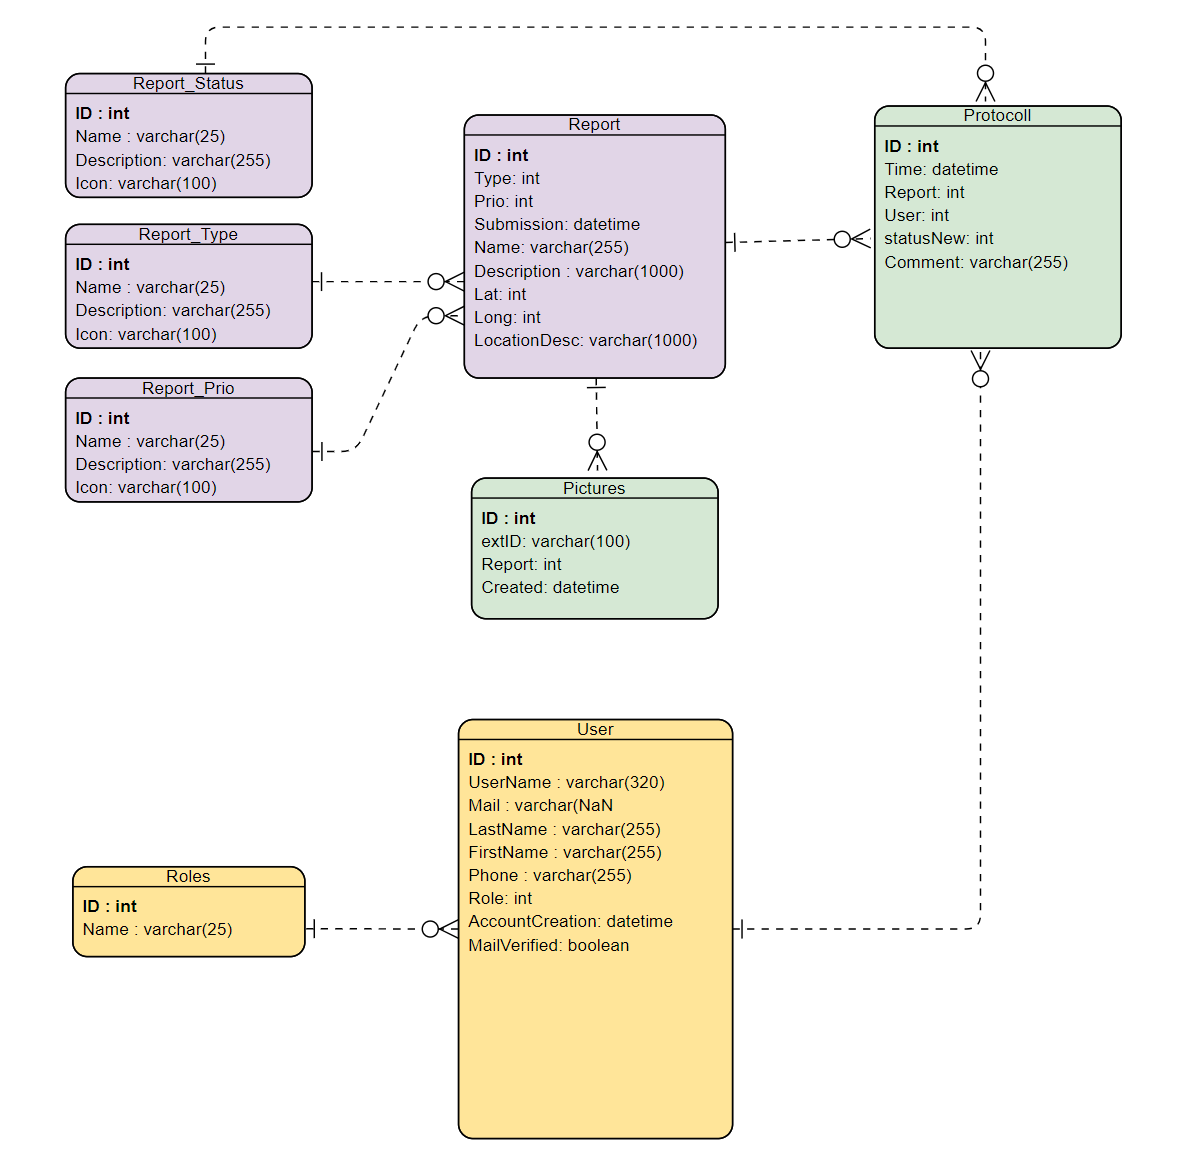 Report_Status
ID : int
Name : varchar(25)
Description: varchar(255)
Icon: varchar(100)
Report_Type
ID : int
Name : varchar(25)
Description: varchar(255)
Icon: varchar(100)
Report_Prio
ID : int
Name : varchar(25)
Description: varchar(255)
Icon: varchar(100)
Report
ID : int
Type: int
Prio: int
Submission: datetime
Name: varchar(255)
Description : varchar(1000)
Lat: int
Long: int
LocationDesc: varchar(1000)
Protocoll
ID : int
Time: datetime
Report: int
User: int
statusNew: int
Comment: varchar(255)
Pictures
ID : int
extID: varchar(100)
Report: int
Created: datetime
User
ID : int
UserName : varchar(320)
Mail : varchar(NaN
LastName : varchar(255)
FirstName : varchar(255)
Phone : varchar(255)
Role: int
AccountCreation: datetime
MailVerified: boolean
Roles
ID : int
Name : varchar(25)